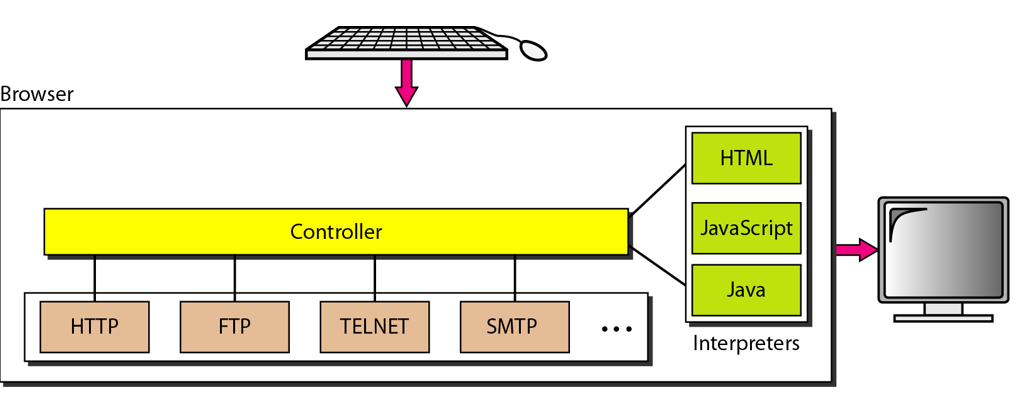 Browser
HTML
JavaScript
Controller
Java
HTTP
FTP
TELNET
SMTP
...
Interpreters